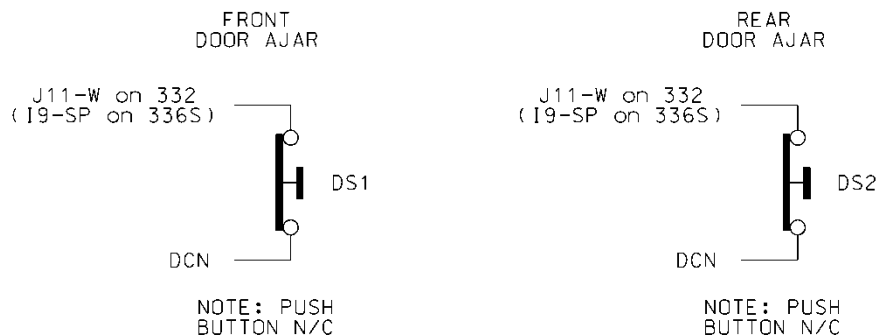 FRONT
DOOR AJAR
J11-W on 332
(I9-SP on 336S)
DS1
DCN
NOTE: PUSH
BUTTON N/C
REAR
DOOR AJAR
J11-W on 332
(I9-SP on 336S)
DS2
DCN
NOTE: PUSH
BUTTON N/C